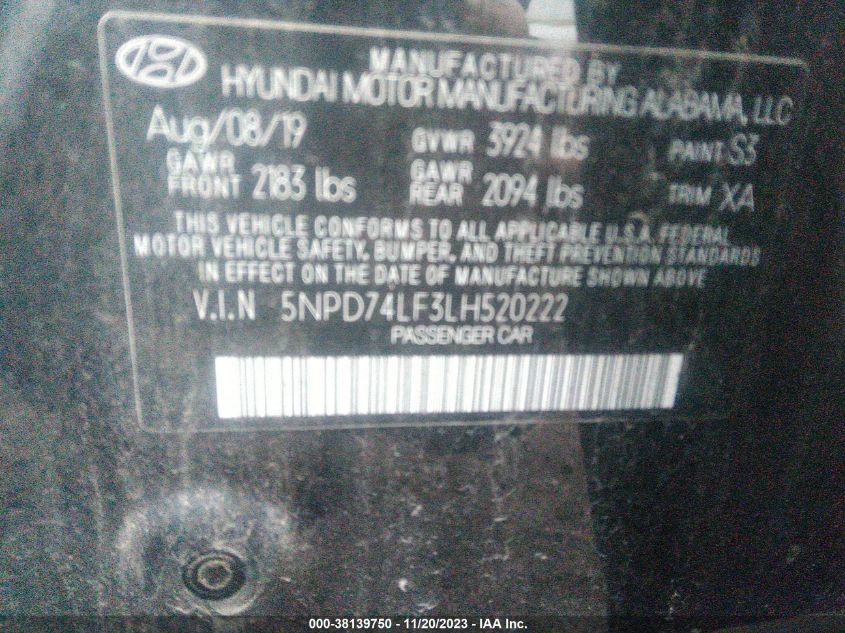 MANUFACTURED BY
HYUNDAI MOTOR MANUFACTURING ALABAMA, LLC
Aug/08/19 GVWR 3924 lbs PAINT S3
GAWR FRONT 2183 lbs GAWR REAR 2094 lbs TRIM XA
THIS VEHICLE CONFORMS TO ALL APPLICABLE U.S.A. FEDERAL
MOTOR VEHICLE SAFETY, BUMPER, AND THEFT PREVENTION STANDARDS
IN EFFECT ON THE DATE OF MANUFACTURE SHOWN ABOVE
V.I.N 5NPD74LF3LH520222
PASSENGER CAR
000-38139750 - 11/20/2023 - IAA Inc.